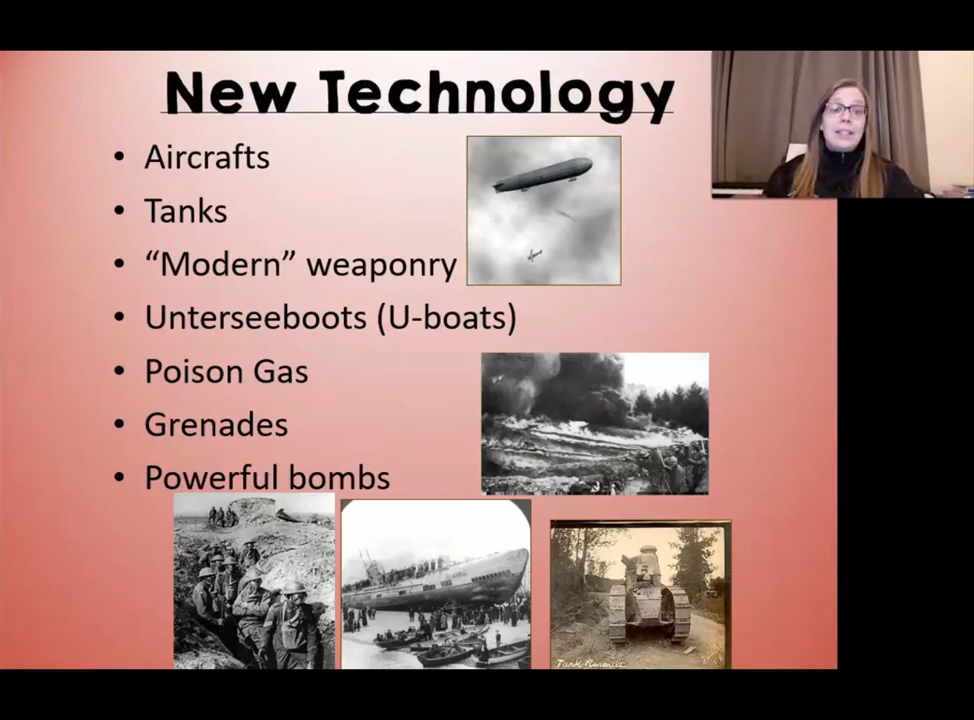 New Technology
• Aircrafts
• Tanks
• “Modern” weaponry
• Unterseeboots (U-boats)
• Poison Gas
• Grenades
• Powerful bombs
Tank Renault